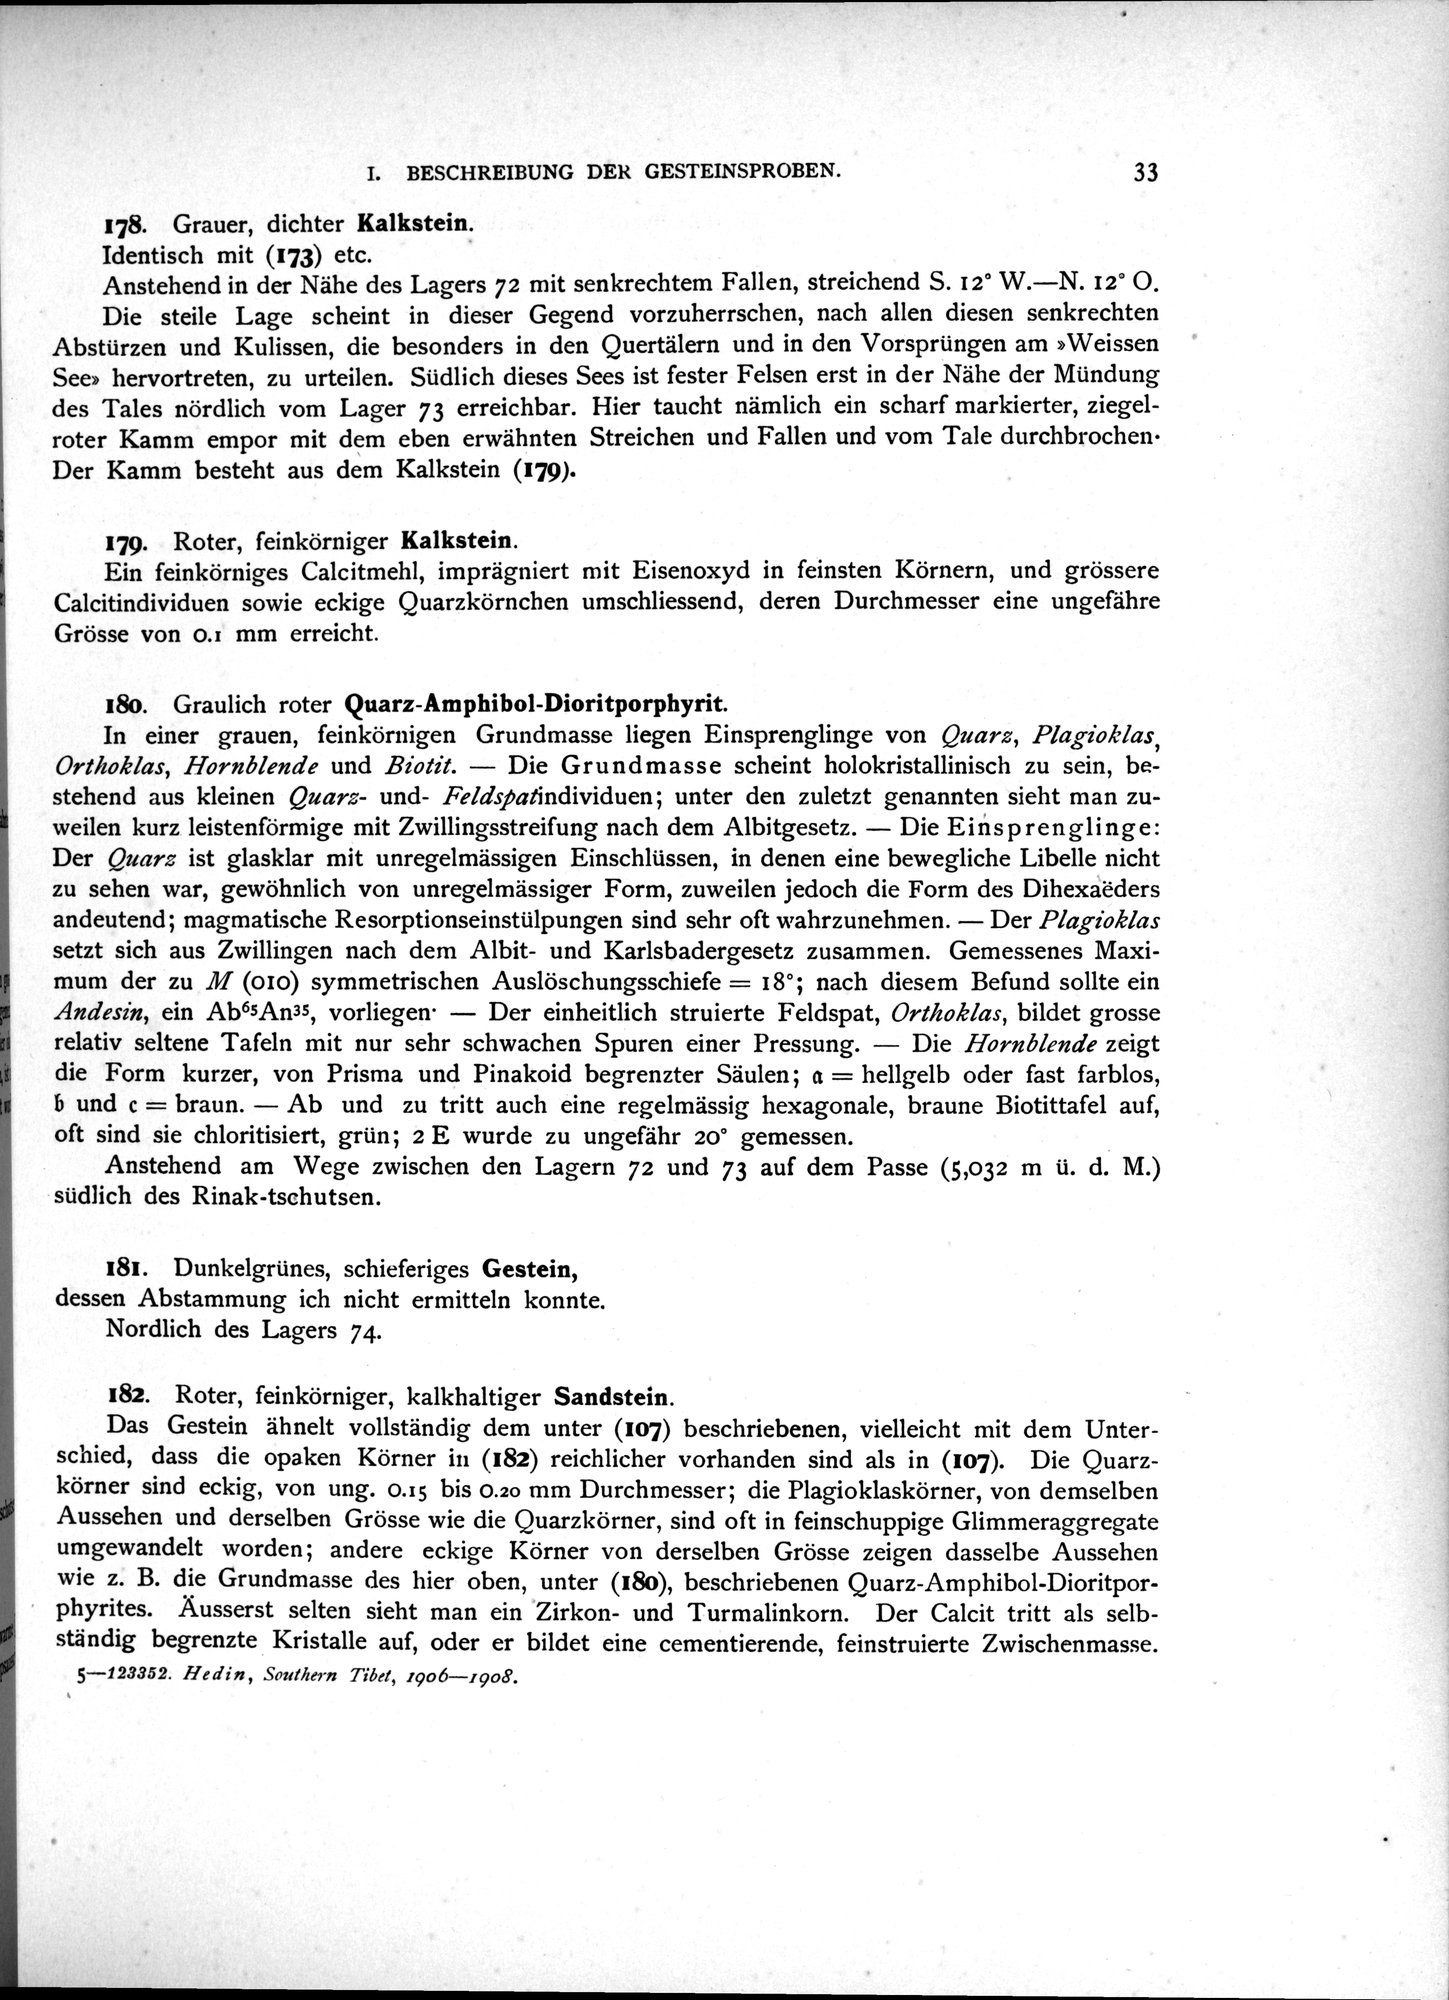 I. BESCHREIBUNG DER GESTEINSPROBEN. 33
178. Grauer, dichter Kalkstein.
Identisch mit (173) etc.
Anstehend in der Nähe des Lagers 72 mit senkrechtem Fallen, streichend S. 12° W.—N. 12° O.
Die steile Lage scheint in dieser Gegend vorzuherrschen, nach allen diesen senkrechten
Abstürzen und Kulissen, die besonders in den Quertälern und in den Vorsprüngen am »Weissen
See» hervortreten, zu urteilen. Südlich dieses Sees ist fester Felsen erst in der Nähe der Mündung
des Tales nördlich vom Lager 73 erreichbar. Hier taucht nämlich ein scharf markierter, ziegel-
roter Kamm empor mit dem eben erwähnten Streichen und Fallen und vom Tale durchbrochen·
Der Kamm besteht aus dem Kalkstein (179).
179. Roter, feinkörniger Kalkstein.
Ein feinkörniges Calcitmehl, imprägniert mit Eisenoxyd in feinsten Körnern, und grössere
Calcitindividuen sowie eckige Quarzkörnchen umschliessend, deren Durchmesser eine ungefähre
Grösse von 0.1 mm erreicht.
180. Graulich roter Quarz-Amphibol-Dioritporphyrit.
In einer grauen, feinkörnigen Grundmasse liegen Einsprenglinge von Quarz, Plagioklas,
Orthoklas, Hornblende und Biotit. — Die Grundmasse scheint holokristallinisch zu sein, be-
stehend aus kleinen Quarz- und- Feldspatindividuen; unter den zuletzt genannten sieht man zu-
weilen kurz leistenförmige mit Zwillingsstreifung nach dem Albitgesetz. — Die Einsprenglinge:
Der Quarz ist glasklar mit unregelmässigen Einschlüssen, in denen eine bewegliche Libelle nicht
zu sehen war, gewöhnlich von unregelmässiger Form, zuweilen jedoch die Form des Dihexaëders
andeutend; magmatische Resorptionseinstülpungen sind sehr oft wahrzunehmen. — Der Plagioklas
setzt sich aus Zwillingen nach dem Albit- und Karlsbadergesetz zusammen. Gemessenes Maxi-
mum der zu M (010) symmetrischen Auslöschungsschiefe = 18°; nach diesem Befund sollte ein
Andesin, ein Ab⁶⁵An³⁵, vorliegen· — Der einheitlich struierte Feldspat, Orthoklas, bildet grosse
relativ seltene Tafeln mit nur sehr schwachen Spuren einer Pressung. — Die Hornblende zeigt
die Form kurzer, von Prisma und Pinakoid begrenzter Säulen; a = hellgelb oder fast farblos,
b und c = braun. — Ab und zu tritt auch eine regelmässig hexagonale, braune Biotittafel auf,
oft sind sie chloritisiert, grün; 2 E wurde zu ungefähr 20° gemessen.
Anstehend am Wege zwischen den Lagern 72 und 73 auf dem Passe (5,032 m ü. d. M.)
südlich des Rinak-tschutsen.
181. Dunkelgrünes, schieferiges Gestein,
dessen Abstammung ich nicht ermitteln konnte.
Nordlich des Lagers 74.
182. Roter, feinkörniger, kalkhaltiger Sandstein.
Das Gestein ähnelt vollständig dem unter (107) beschriebenen, vielleicht mit dem Unter-
schied, dass die opaken Körner in (182) reichlicher vorhanden sind als in (107). Die Quarz-
körner sind eckig, von ung. 0.15 bis 0.20 mm Durchmesser; die Plagioklaskörner, von demselben
Aussehen und derselben Grösse wie die Quarzkörner, sind oft in feinschuppige Glimmeraggregate
umgewandelt worden; andere eckige Körner von derselben Grösse zeigen dasselbe Aussehen
wie z. B. die Grundmasse des hier oben, unter (180), beschriebenen Quarz-Amphibol-Dioritpor-
phyrites. Äusserst selten sieht man ein Zirkon- und Turmalinkorn. Der Calcit tritt als selb-
ständig begrenzte Kristalle auf, oder er bildet eine cementierende, feinstruierte Zwischenmasse.
5—123352. Hedin, Southern Tibet, 1906—1908.